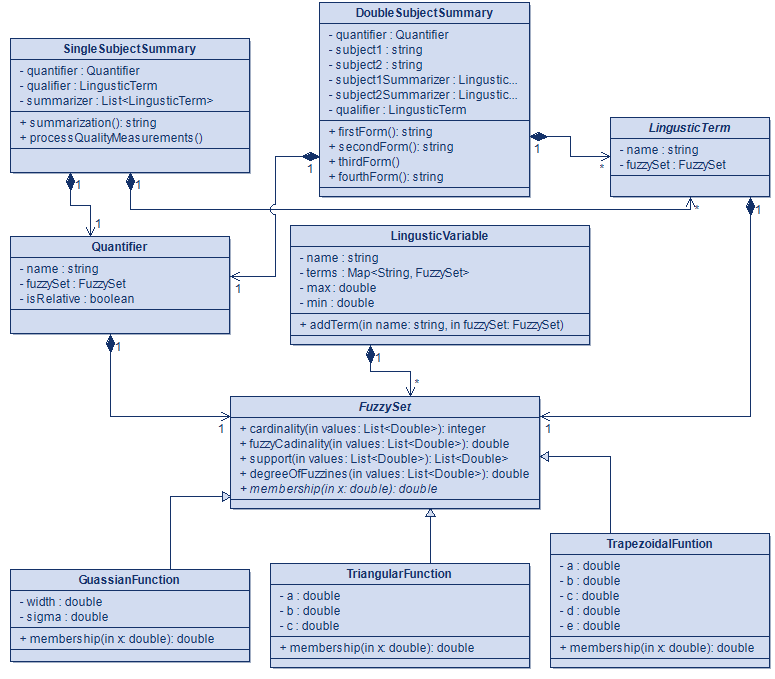 SingleSubjectSummary
- quantifier : Quantifier
- qualifier : LingusticTerm
- summarizer : List<LingusticTerm>
+ summarization(): string
+ processQualityMeasurements()
DoubleSubjectSummary
- quantifier : Quantifier
- subject1 : string
- subject2 : string
- subject1Summarizer : Lingustic...
- subject2Summarizer : Lingustic...
- qualifier : LingusticTerm
+ firstForm(): string
+ secondForm(): string
+ thirdForm()
+ fourthForm(): string
LingusticTerm
- name : string
- fuzzySet : FuzzySet
1
*
1
1
1
*
1
1
1
Quantifier
- name : string
- fuzzySet : FuzzySet
- isRelative : boolean
LingusticVariable
- name : string
- terms : Map<String, FuzzySet>
- max : double
- min : double
+ addTerm(in name: string, in fuzzySet: FuzzySet)
1
1
*
1
1
FuzzySet
+ cardinality(in values: List<Double>): integer
+ fuzzyCadinality(in values: List<Double>): double
+ support(in values: List<Double>): List<Double>
+ degreeOfFuzzines(in values: List<Double>): double
+ membership(in x: double): double
GuassianFunction
- width : double
- sigma : double
+ membership(in x: double): double
TriangularFunction
- a : double
- b : double
- c : double
+ membership(in x: double): double
TrapezoidalFuntion
- a : double
- b : double
- c : double
- d : double
- e : double
+ membership(in x: double): double